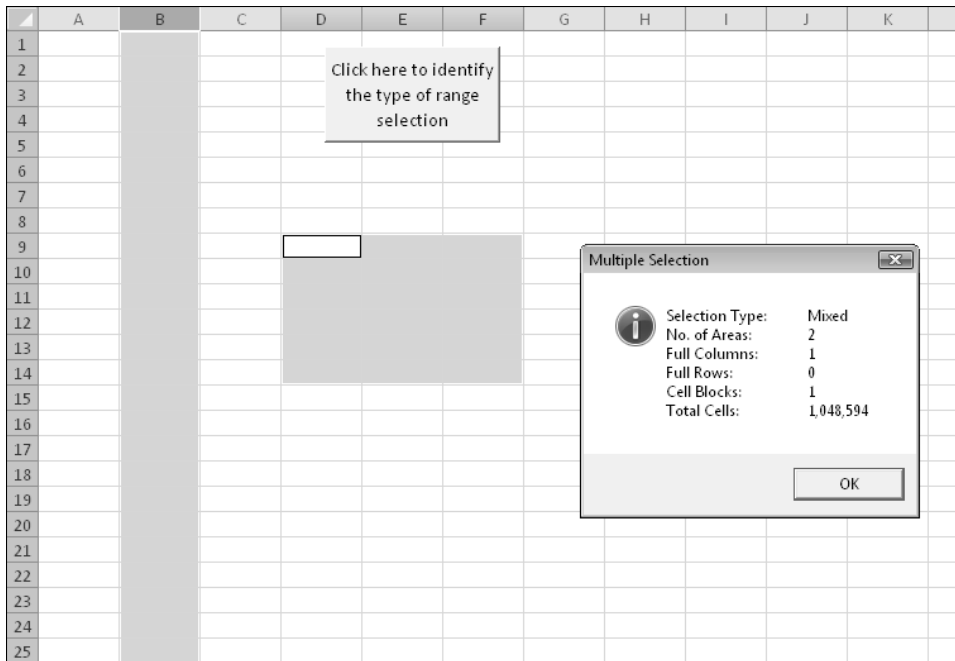 A B C D E F G H I J K
1
2
3
4
5
6
7
8
9
10
11
12
13
14
15
16
17
18
19
20
21
22
23
24
25
Click here to identify
the type of range
selection
Multiple Selection
Selection Type: Mixed
No. of Areas: 2
Full Columns: 1
Full Rows: 0
Cell Blocks: 1
Total Cells: 1,048,594
OK